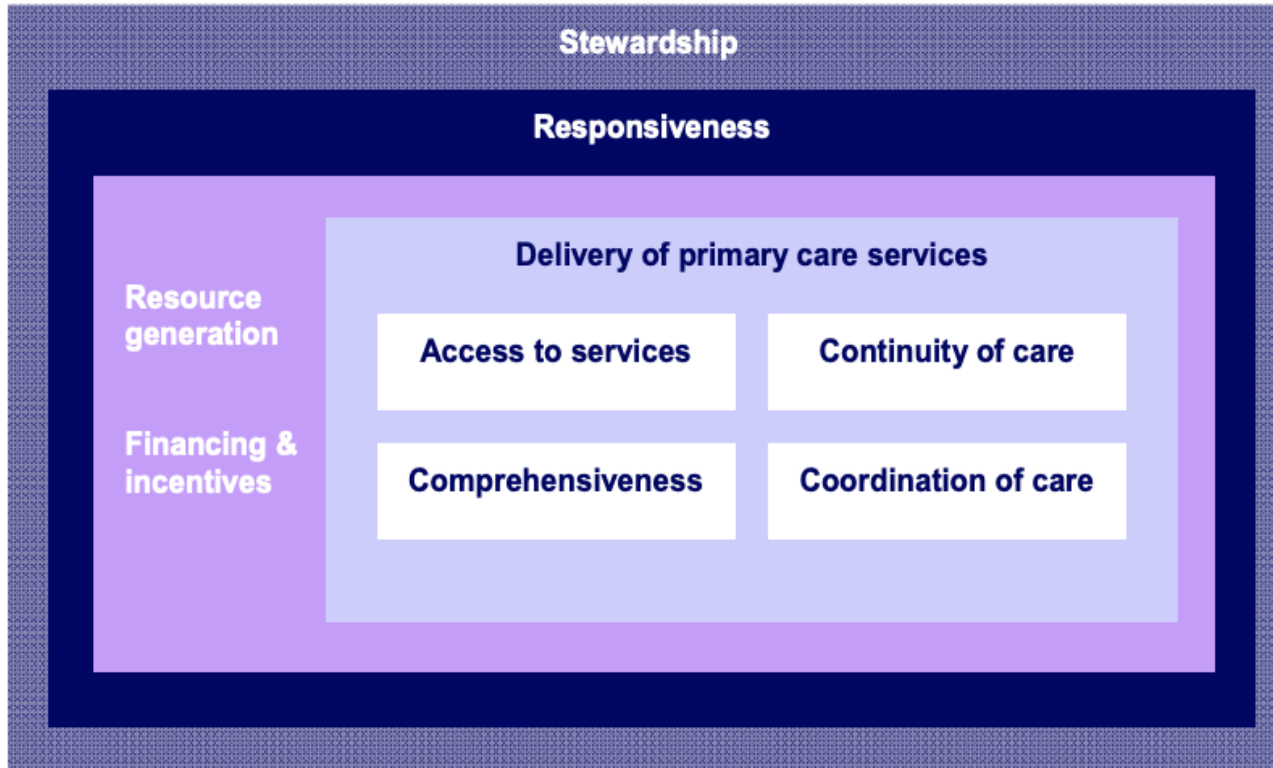 Stewardship
Responsiveness
Resource
generation
Financing &
incentives
Delivery of primary care services
Access to services
Continuity of care
Comprehensiveness
Coordination of care